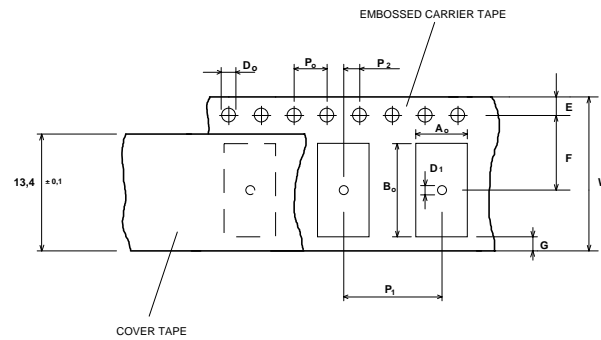 EMBOSSED CARRIER TAPE
Do Po P2
E
Ao
F
D1
13,4 ± 0,1
Bo
G
P1
COVER TAPE